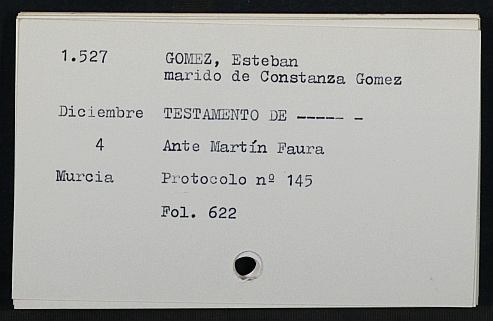 1.527 GOMEZ, Esteban
marido de Constanza Gomez
Diciembre TESTAMENTO DE ----- -
4 Ante Martín Faura
Murcia Protocolo nº 145
Fol. 622